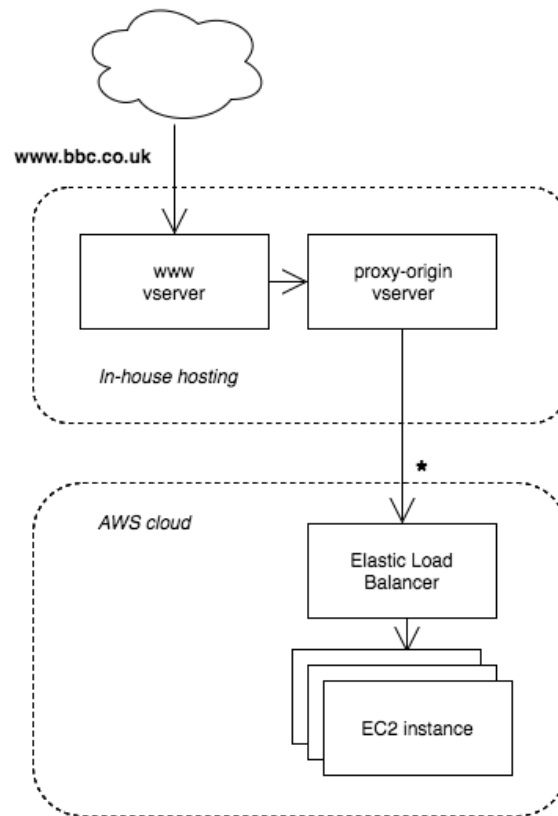 www.bbc.co.uk
www
vserver
proxy-origin
vserver
In-house hosting
*
AWS cloud
Elastic Load
Balancer
EC2 instance